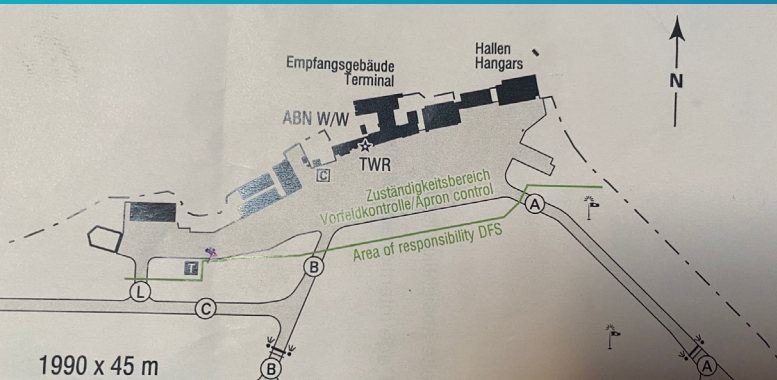 Hallen
Hangars
Empfangsgebäude
Terminal
N
ABN W/W
TWR
C
Zuständigkeitsbereich
Vorfeldkontrolle/Apron control
Area of responsibility DFS
A
B
T
L
C
B
A
1990 x 45 m